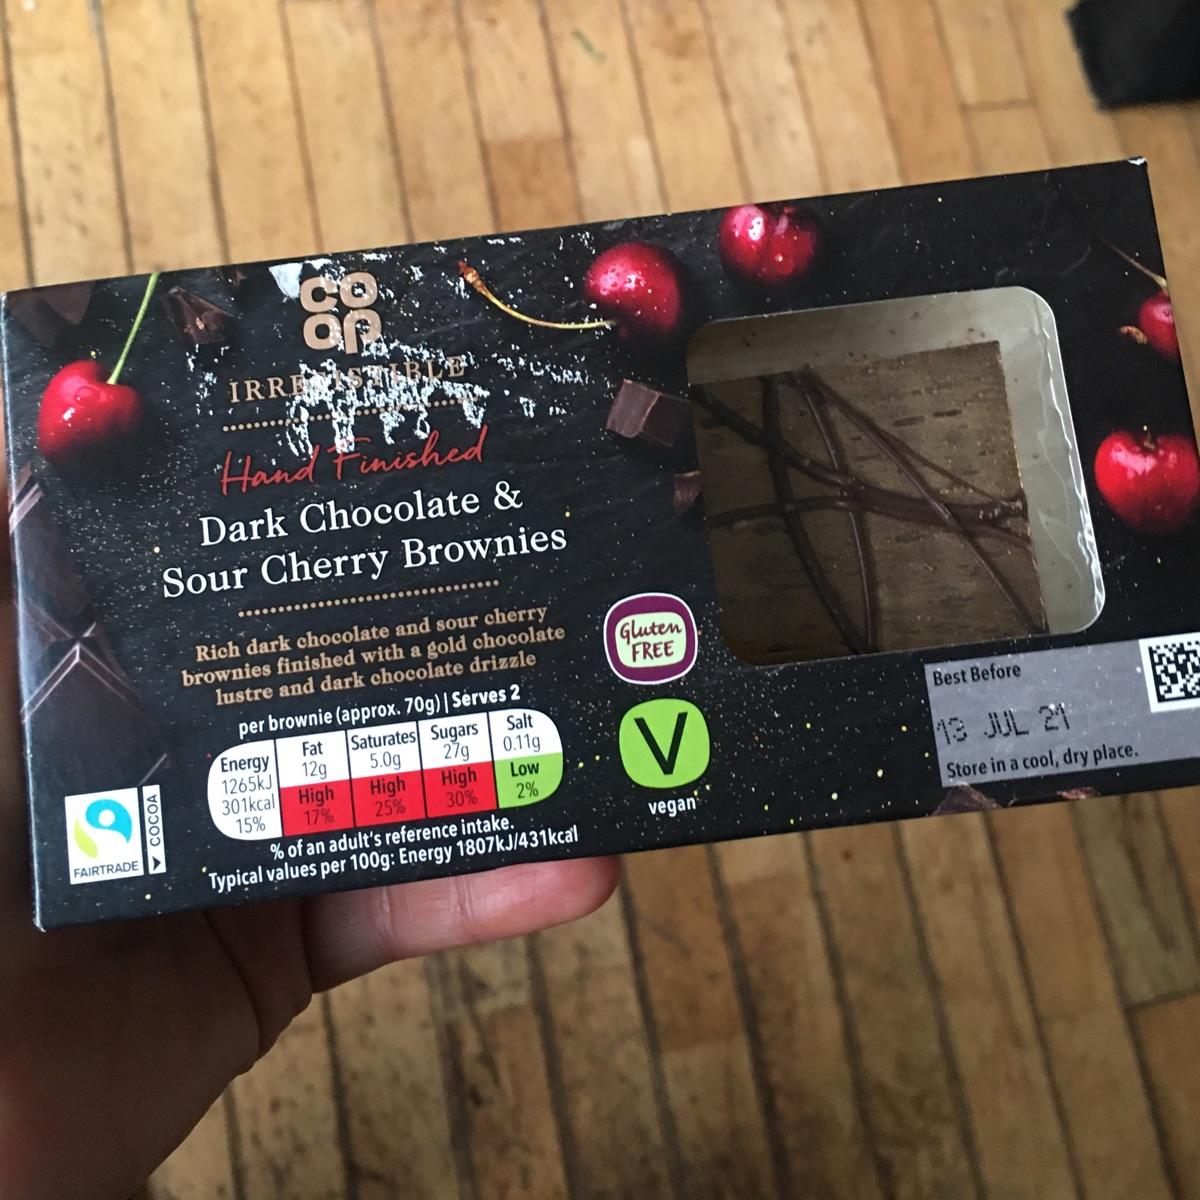 CO
OP
IRRESISTIBLE
Hand Finished
Dark Chocolate &
Sour Cherry Brownies
Rich dark chocolate and sour cherry
brownies finished with a gold chocolate
lustre and dark chocolate drizzle
per brownie (approx. 70g) | Serves 2
Energy
1265kJ
301kcal
15%
Fat
12g
High
17%
Saturates
5.0g
High
25%
Sugars
27g
High
30%
Salt
0.11g
Low
2%
% of an adult's reference intake.
Typical values per 100g: Energy 1807kJ/431kcal
FAIRTRADE
COCOA
Gluten
FREE
V
vegan
Best Before
13 JUL 21
Store in a cool, dry place.